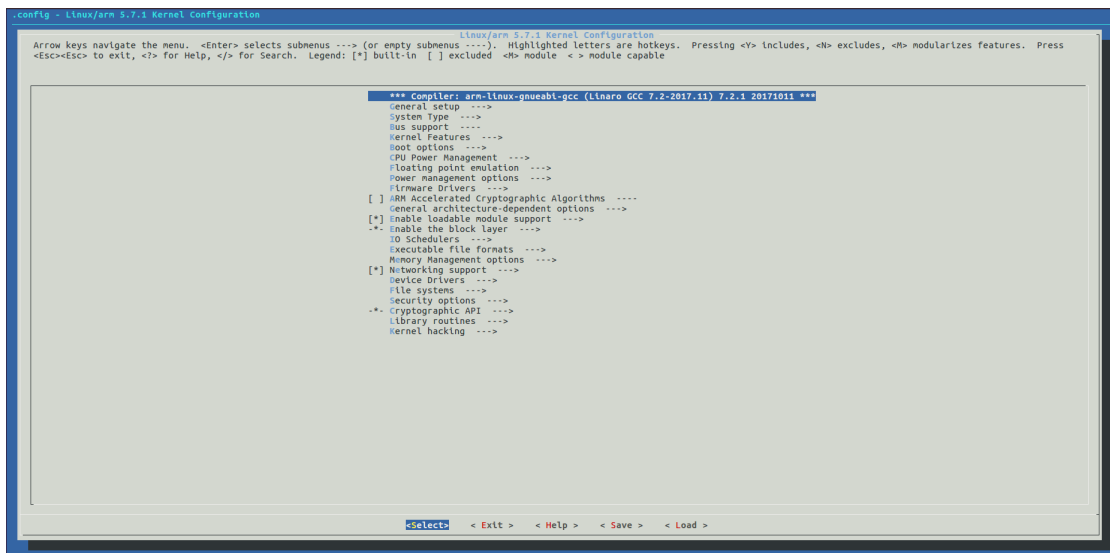 .config - Linux/arm 5.7.1 Kernel Configuration
Linux/arm 5.7.1 Kernel Configuration
Arrow keys navigate the menu.  <Enter> selects submenus ---> (or empty submenus ----).  Highlighted letters are hotkeys.  Pressing <Y> includes, <N> excludes, <M> modularizes features.  Press
<Esc><Esc> to exit, <?> for Help, </> for Search.  Legend: [*] built-in  [ ] excluded  <M> module  < > module capable
*** Compiler: arm-linux-gnueabi-gcc (Linaro GCC 7.2-2017.11) 7.2.1 20171011 ***
General setup  --->
System Type  --->
Bus support  ----
Kernel Features  --->
Boot options  --->
CPU Power Management  --->
Floating point emulation  --->
Power management options  --->
Firmware Drivers  --->
[ ] ARM Accelerated Cryptographic Algorithms  ----
General architecture-dependent options  --->
[*] Enable loadable module support  --->
-*- Enable the block layer  --->
IO Schedulers  --->
Executable file formats  --->
Memory Management options  --->
[*] Networking support  --->
Device Drivers  --->
File systems  --->
Security options  --->
-*- Cryptographic API  --->
Library routines  --->
Kernel hacking  --->
<Select>    < Exit >    < Help >    < Save >    < Load >